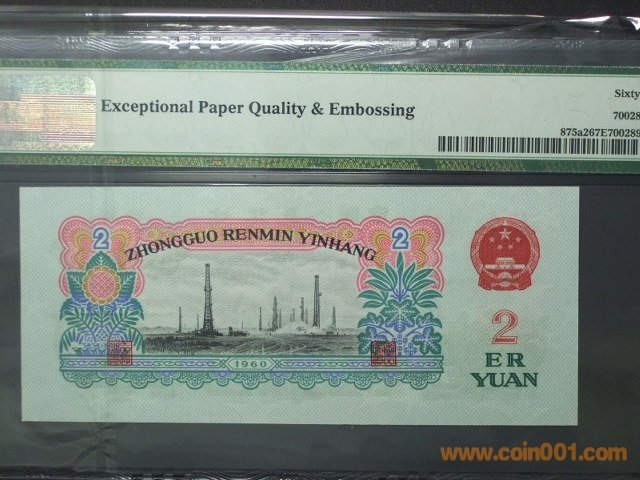 Exceptional Paper Quality & Embossing
Sixty
70028
875a267E700289
2
2
ZHONGGUO RENMIN YINHANG
1960
2
ER
YUAN
www.coin001.com